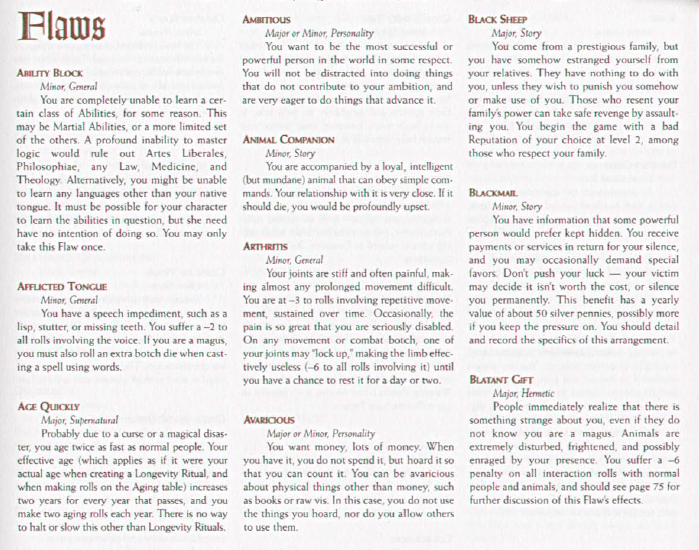 Flaws
ABILITY BLOCK
Minor, General
You are completely unable to learn a cer-
tain class of Abilities, for some reason. This
may be Martial Abilities, or a more limited set
of the others. A profound inability to master
logic would rule out Artes Liberales,
Philosophiae, any Law, Medicine, and
Theology. Alternatively, you might be unable
to learn any languages other than your native
tongue. It must be possible for your character
to learn the abilities in question, but she need
have no intention of doing so. You may only
take this Flaw once.
AFFLICTED TONGUE
Minor, General
You have a speech impediment, such as a
lisp, stutter, or missing teeth. You suffer a –2 to
all rolls involving the voice. If you are a magus,
you must also roll an extra botch die when cast-
ing a spell using words.
AGE QUICKLY
Major, Supernatural
Probably due to a curse or a magical disas-
ter, you age twice as fast as normal people. Your
effective age (which applies as if it were your
actual age when creating a Longevity Ritual, and
when making rolls on the Aging table) increases
two years for every year that passes, and you
make two aging rolls each year. There is no way
to halt or slow this other than Longevity Rituals.
AMBITIOUS
Major or Minor, Personality
You want to be the most successful or
powerful person in the world in some respect.
You will not be distracted into doing things
that do not contribute to your ambition, and
are very eager to do things that advance it.
ANIMAL COMPANION
Minor, Story
You are accompanied by a loyal, intelligent
(but mundane) animal that can obey simple com-
mands. Your relationship with it is very close. If it
should die, you would be profoundly upset.
ARTHRITIS
Minor, General
Your joints are stiff and often painful, mak-
ing almost any prolonged movement difficult.
You are at –3 to rolls involving repetitive move-
ment, sustained over time. Occasionally, the
pain is so great that you are seriously disabled.
On any movement or combat botch, one of
your joints may "lock up," making the limb effec-
tively useless (–6 to all rolls involving it) until
you have a chance to rest it for a day or two.
AVARICIOUS
Major or Minor, Personality
You want money, lots of money. When
you have it, you do not spend it, but hoard it so
that you can count it. You can be avaricious
about physical things other than money, such
as books or raw vis. In this case, you do not use
the things you hoard, nor do you allow others
to use them.
BLACK SHEEP
Major, Story
You come from a prestigious family, but
you have somehow estranged yourself from
your relatives. They have nothing to do with
you, unless they wish to punish you somehow
or make use of you. Those who resent your
family's power can take safe revenge by assault-
ing you. You begin the game with a bad
Reputation of your choice at level 2, among
those who respect your family.
BLACKMAIL
Minor, Story
You have information that some powerful
person would prefer kept hidden. You receive
payments or services in return for your silence,
and you may occasionally demand special
favors. Don't push your luck — your victim
may decide it isn't worth the cost, or silence
you permanently. This benefit has a yearly
value of about 50 silver pennies, possibly more
if you keep the pressure on. You should detail
and record the specifics of this arrangement.
BLATANT GIFT
Major, Hermetic
People immediately realize that there is
something strange about you, even if they do
not know you are a magus. Animals are
extremely disturbed, frightened, and possibly
enraged by your presence. You suffer a –6
penalty on all interaction rolls with normal
people and animals, and should see page 75 for
further discussion of this Flaw's effects.